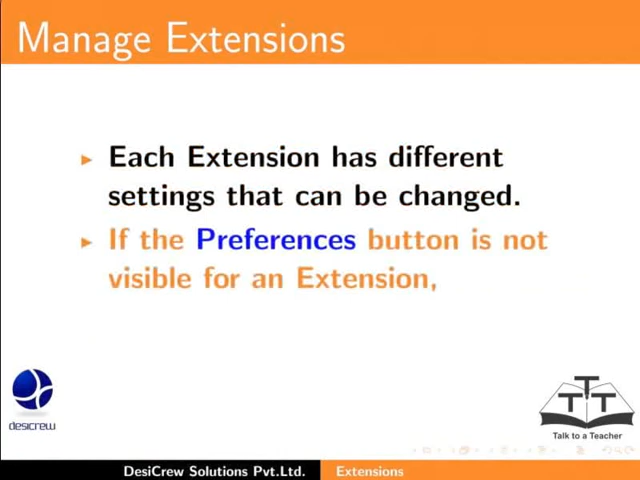 Manage Extensions
Each Extension has different
settings that can be changed.
If the Preferences button is not
visible for an Extension,
desicrew
TTT
Talk to a Teacher
DesiCrew Solutions Pvt.Ltd. Extensions